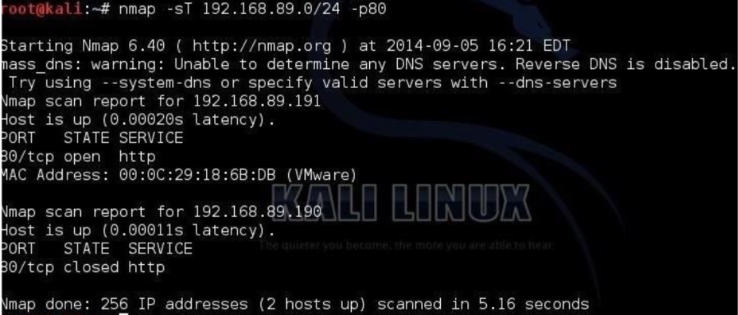 root@kali:~# nmap -sT 192.168.89.0/24 -p80
Starting Nmap 6.40 ( http://nmap.org ) at 2014-09-05 16:21 EDT
mass_dns: warning: Unable to determine any DNS servers. Reverse DNS is disabled.
Try using --system-dns or specify valid servers with --dns-servers
Nmap scan report for 192.168.89.191
Host is up (0.00020s latency).
PORT   STATE SERVICE
80/tcp open  http
MAC Address: 00:0C:29:18:6B:DB (VMware)
KALI LINUX
Nmap scan report for 192.168.89.190
Host is up (0.00011s latency).
The quieter you become, the more you are able to hear
PORT   STATE  SERVICE
80/tcp closed http
Nmap done: 256 IP addresses (2 hosts up) scanned in 5.16 seconds